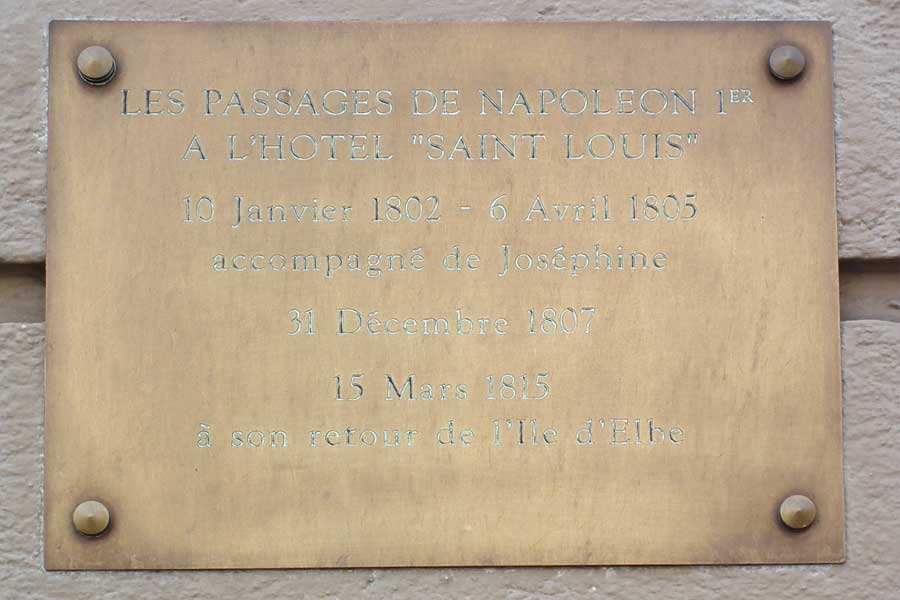 LES PASSAGES DE NAPOLEON 1ER
A L'HOTEL "SAINT LOUIS"
10 Janvier 1802 - 6 Avril 1805
accompagné de Joséphine
31 Décembre 1807
15 Mars 1815
à son retour de l'Ile d'Elbe